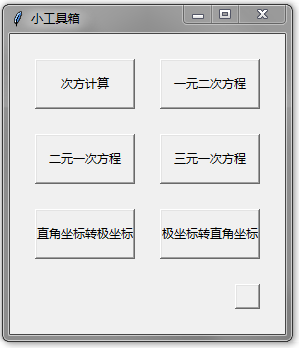 小工具箱
次方计算
一元二次方程
二元一次方程
三元一次方程
直角坐标转极坐标
极坐标转直角坐标